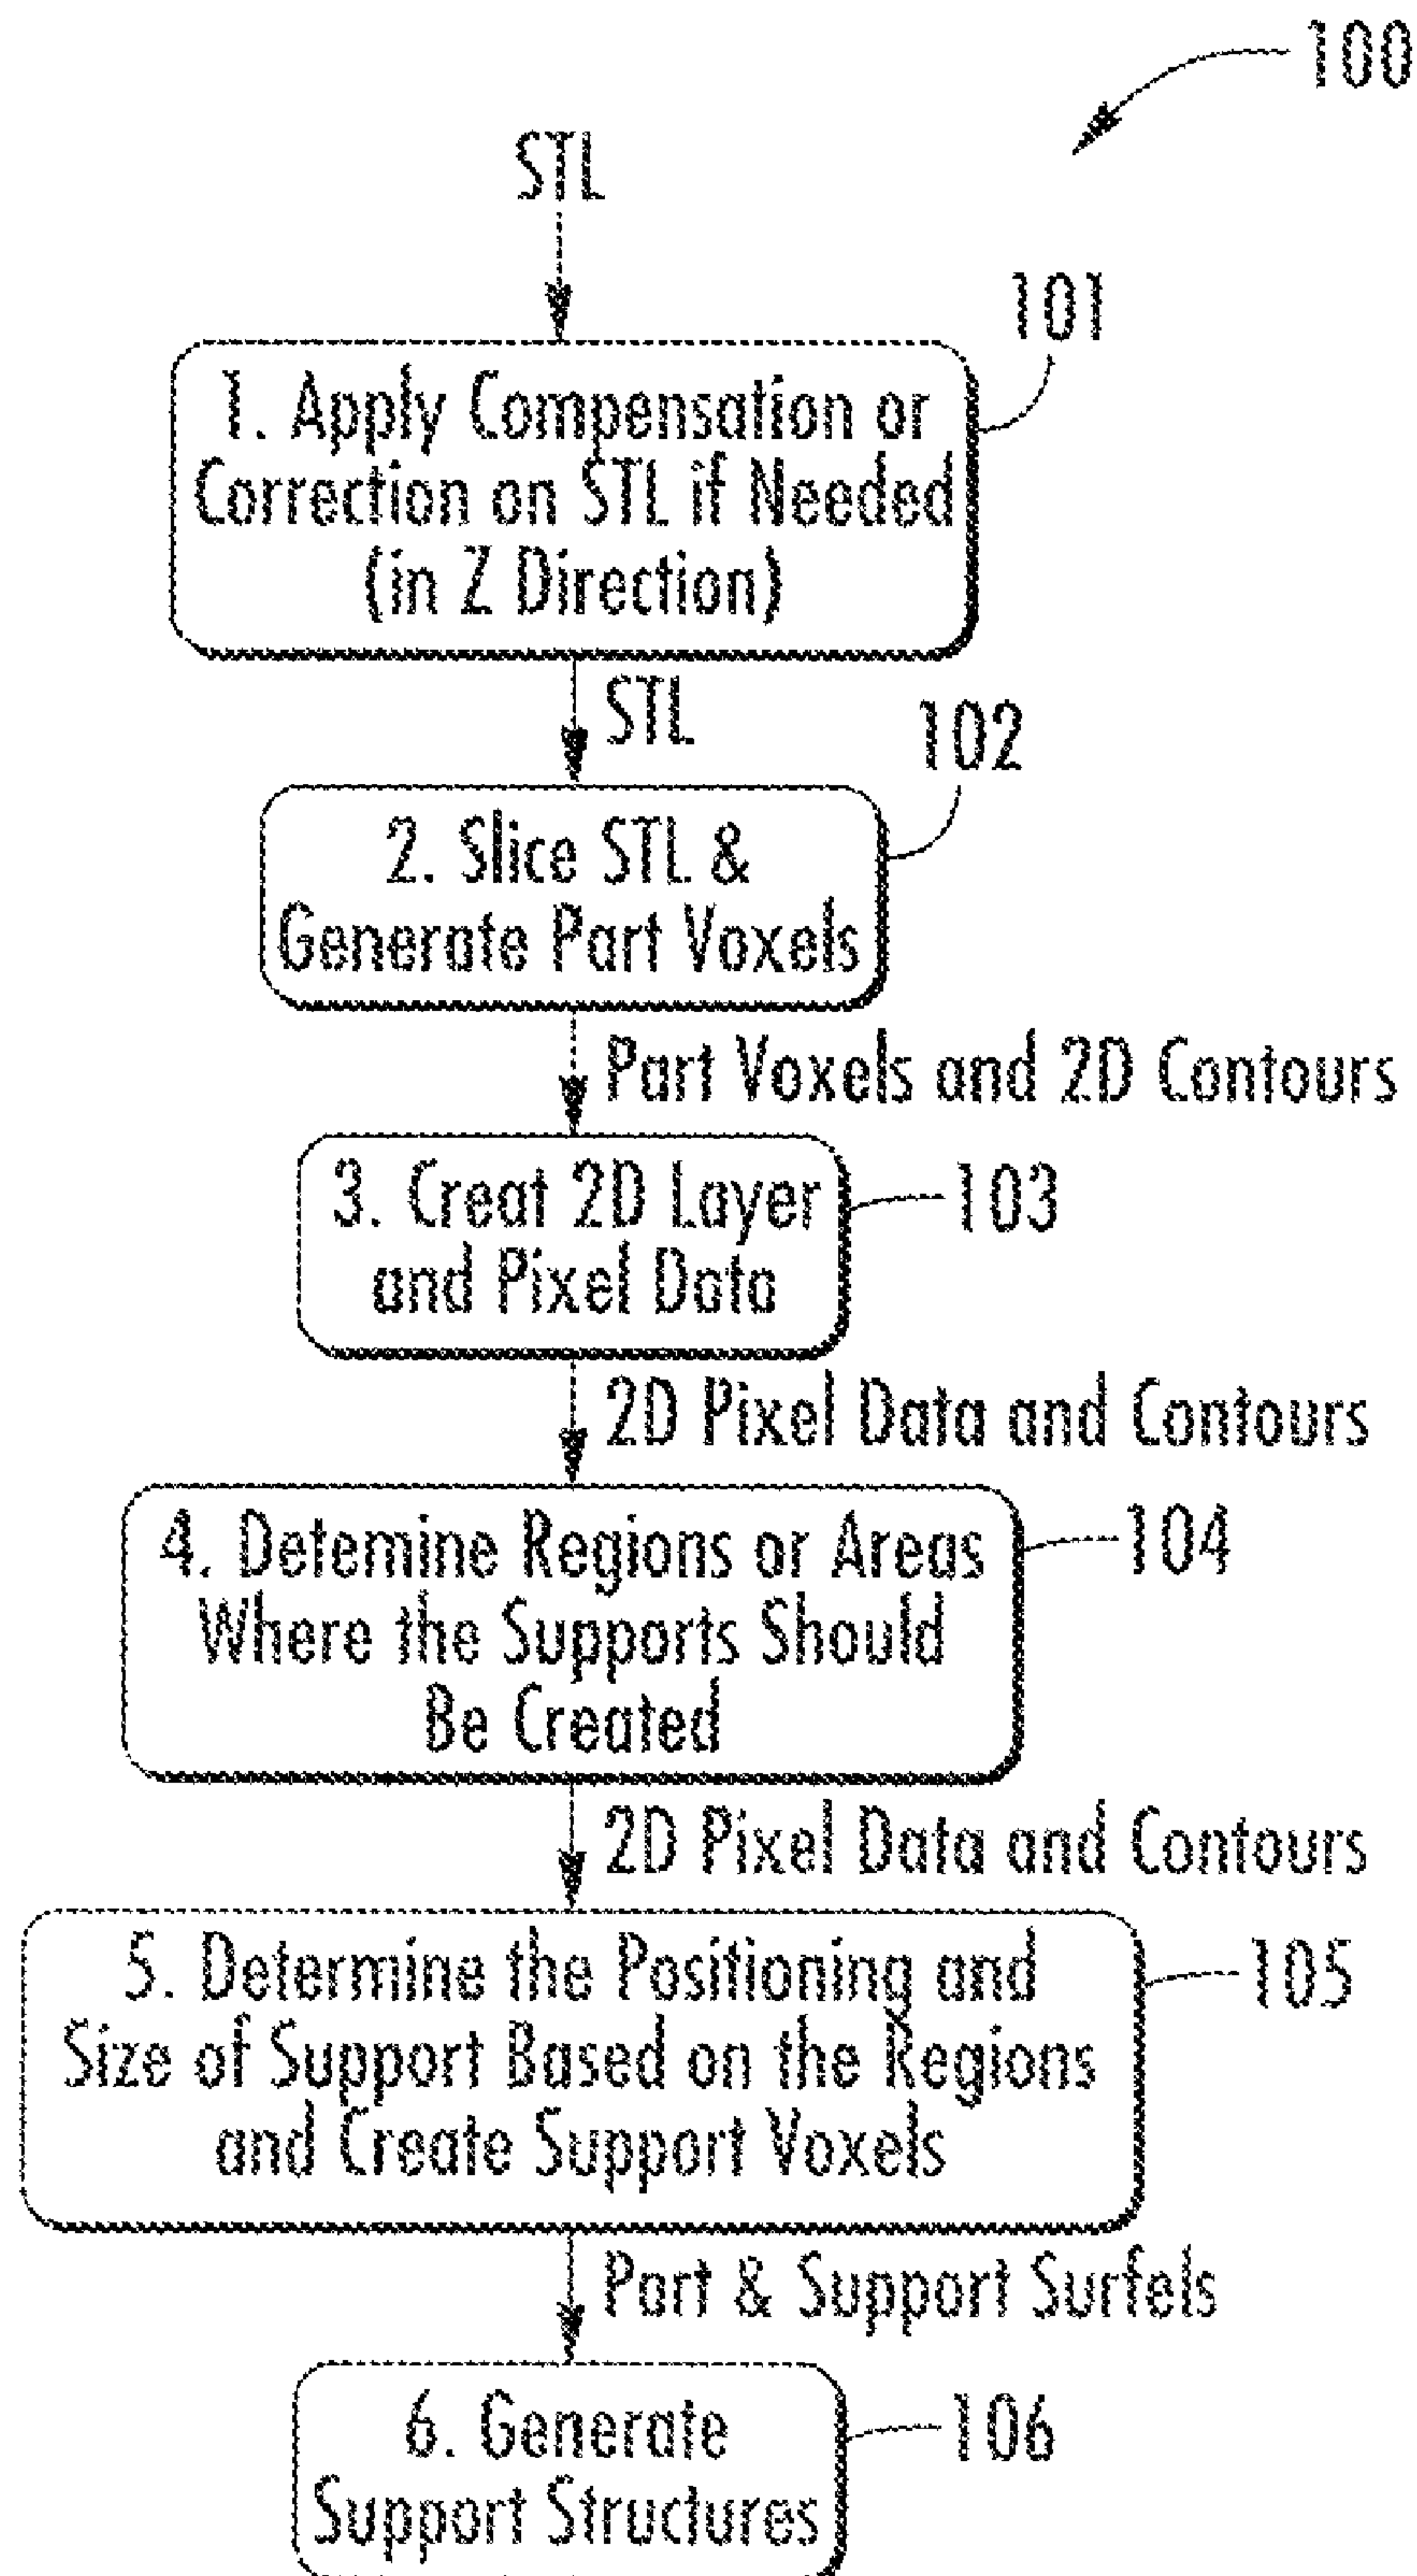 100
STL
101
1. Apply Compensation or
Correction on STL if Needed
(in Z Direction)
STL
102
2. Slice STL &
Generate Part Voxels
Part Voxels and 2D Contours
3. Creat 2D Layer
and Pixel Data
103
2D Pixel Data and Contours
4. Detemine Regions or Areas
Where the Supports Should
Be Created
104
2D Pixel Data and Contours
5. Determine the Positioning and
Size of Support Based on the Regions
and Create Support Voxels
105
Part & Support Surfels
6. Generate
Support Structures
106